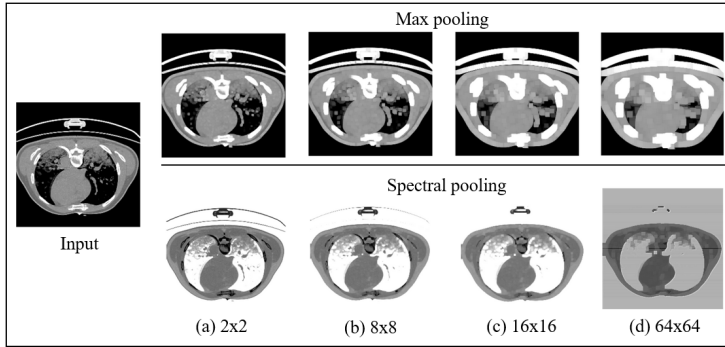 Max pooling
Spectral pooling
Input
(a) 2x2
(b) 8x8
(c) 16x16
(d) 64x64